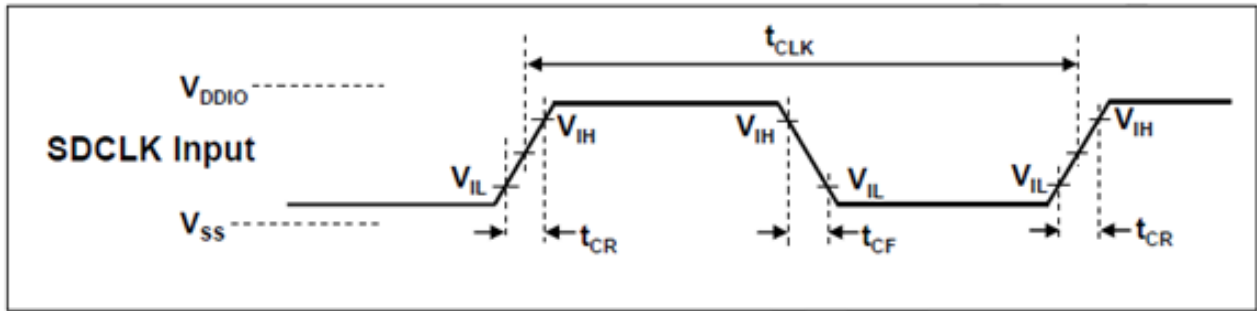 tCLK
VDDIO
VIH VIH VIH
SDCLK Input
VIL VIL VIL
VSS
tCR tCF tCR